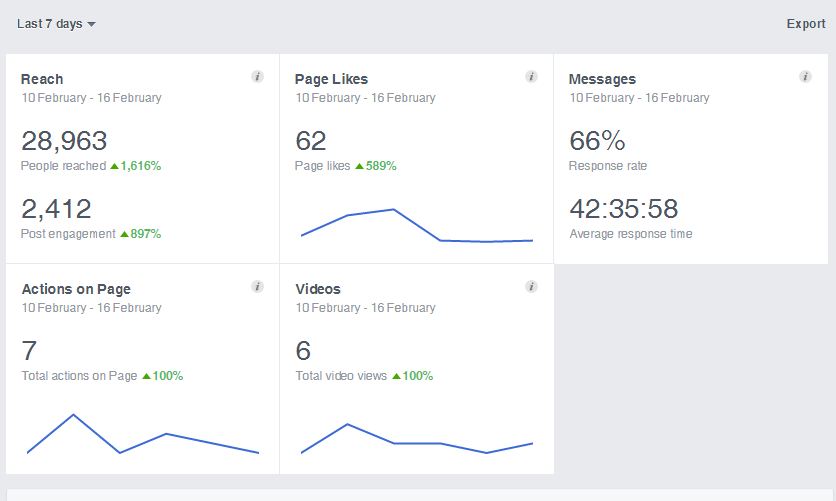 Last 7 days
Export
Reach
10 February - 16 February
28,963
People reached 1,616%
2,412
Post engagement 897%
Page Likes
10 February - 16 February
62
Page likes 589%
Messages
10 February - 16 February
66%
Response rate
42:35:58
Average response time
Actions on Page
10 February - 16 February
7
Total actions on Page 100%
Videos
10 February - 16 February
6
Total video views 100%